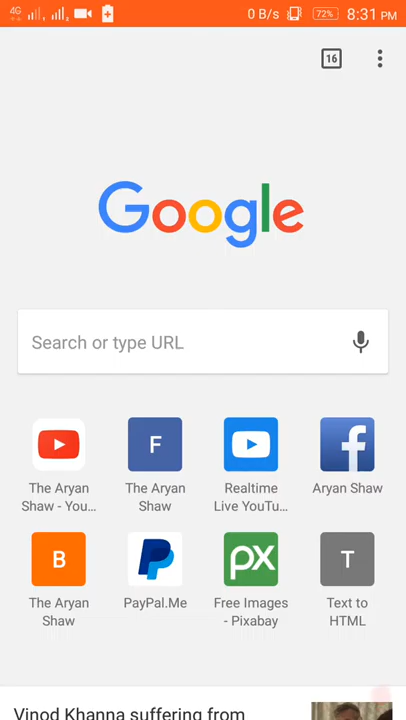 4G 0 B/s 72% 8:31 PM
16
Google
Search or type URL
F
The Aryan Shaw - You...
The Aryan Shaw
Realtime Live YouTu...
Aryan Shaw
B
px
T
The Aryan Shaw
PayPal.Me
Free Images - Pixabay
Text to HTML
Vinod Khanna suffering from